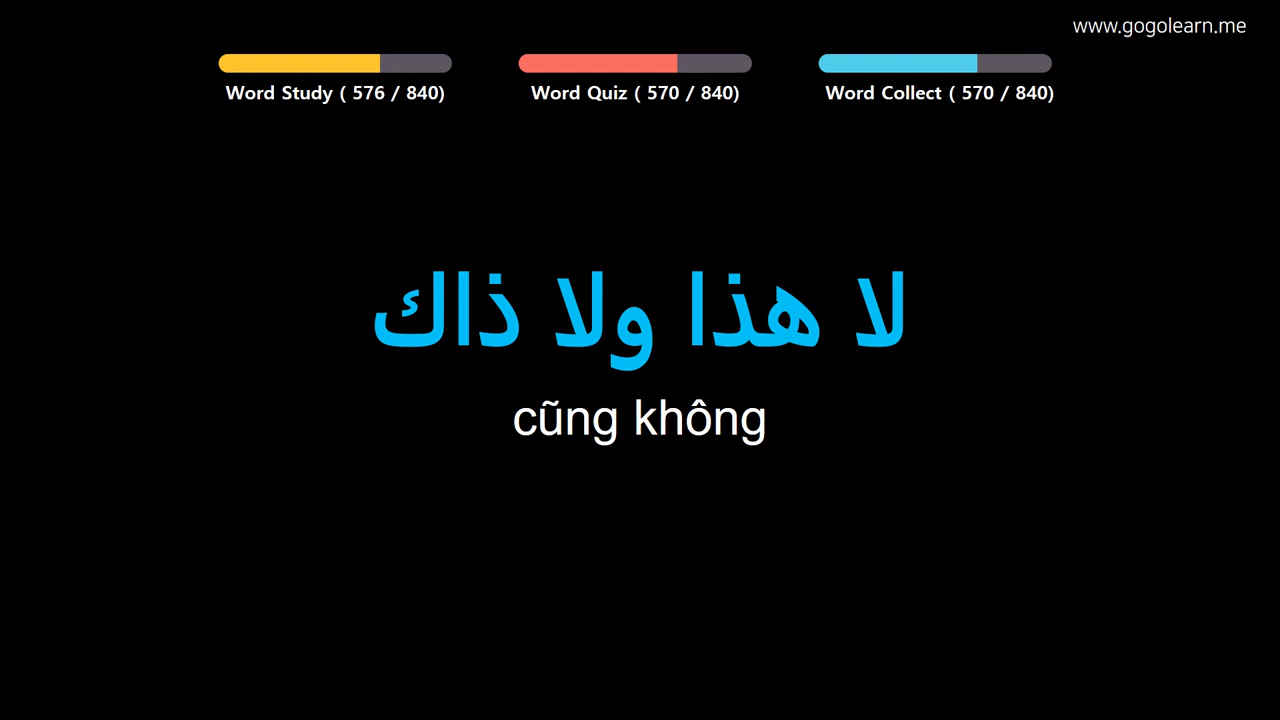 www.gogolearn.me
Word Study ( 576 / 840)
Word Quiz ( 570 / 840)
Word Collect ( 570 / 840)
لا هذا ولا ذاك
cũng không